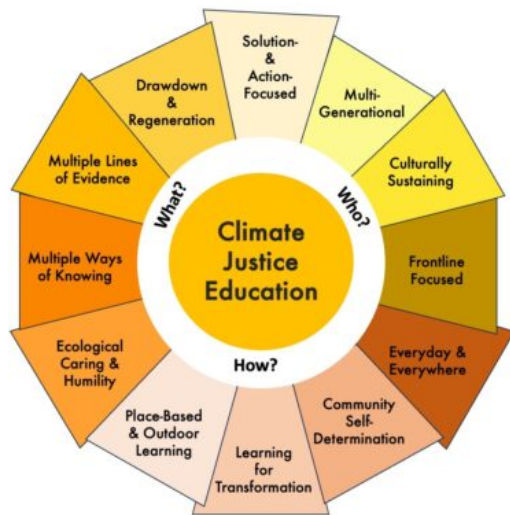 Solution-
&
Action-
Focused
Multi-
Generational
Culturally
Sustaining
Frontline
Focused
Everyday &
Everywhere
Community
Self-
Determination
Learning
for
Transformation
Place-Based
& Outdoor
Learning
Ecological
Caring &
Humility
Multiple Ways
of Knowing
Multiple Lines
of Evidence
Drawdown
&
Regeneration
What?
Who?
How?
Climate
Justice
Education